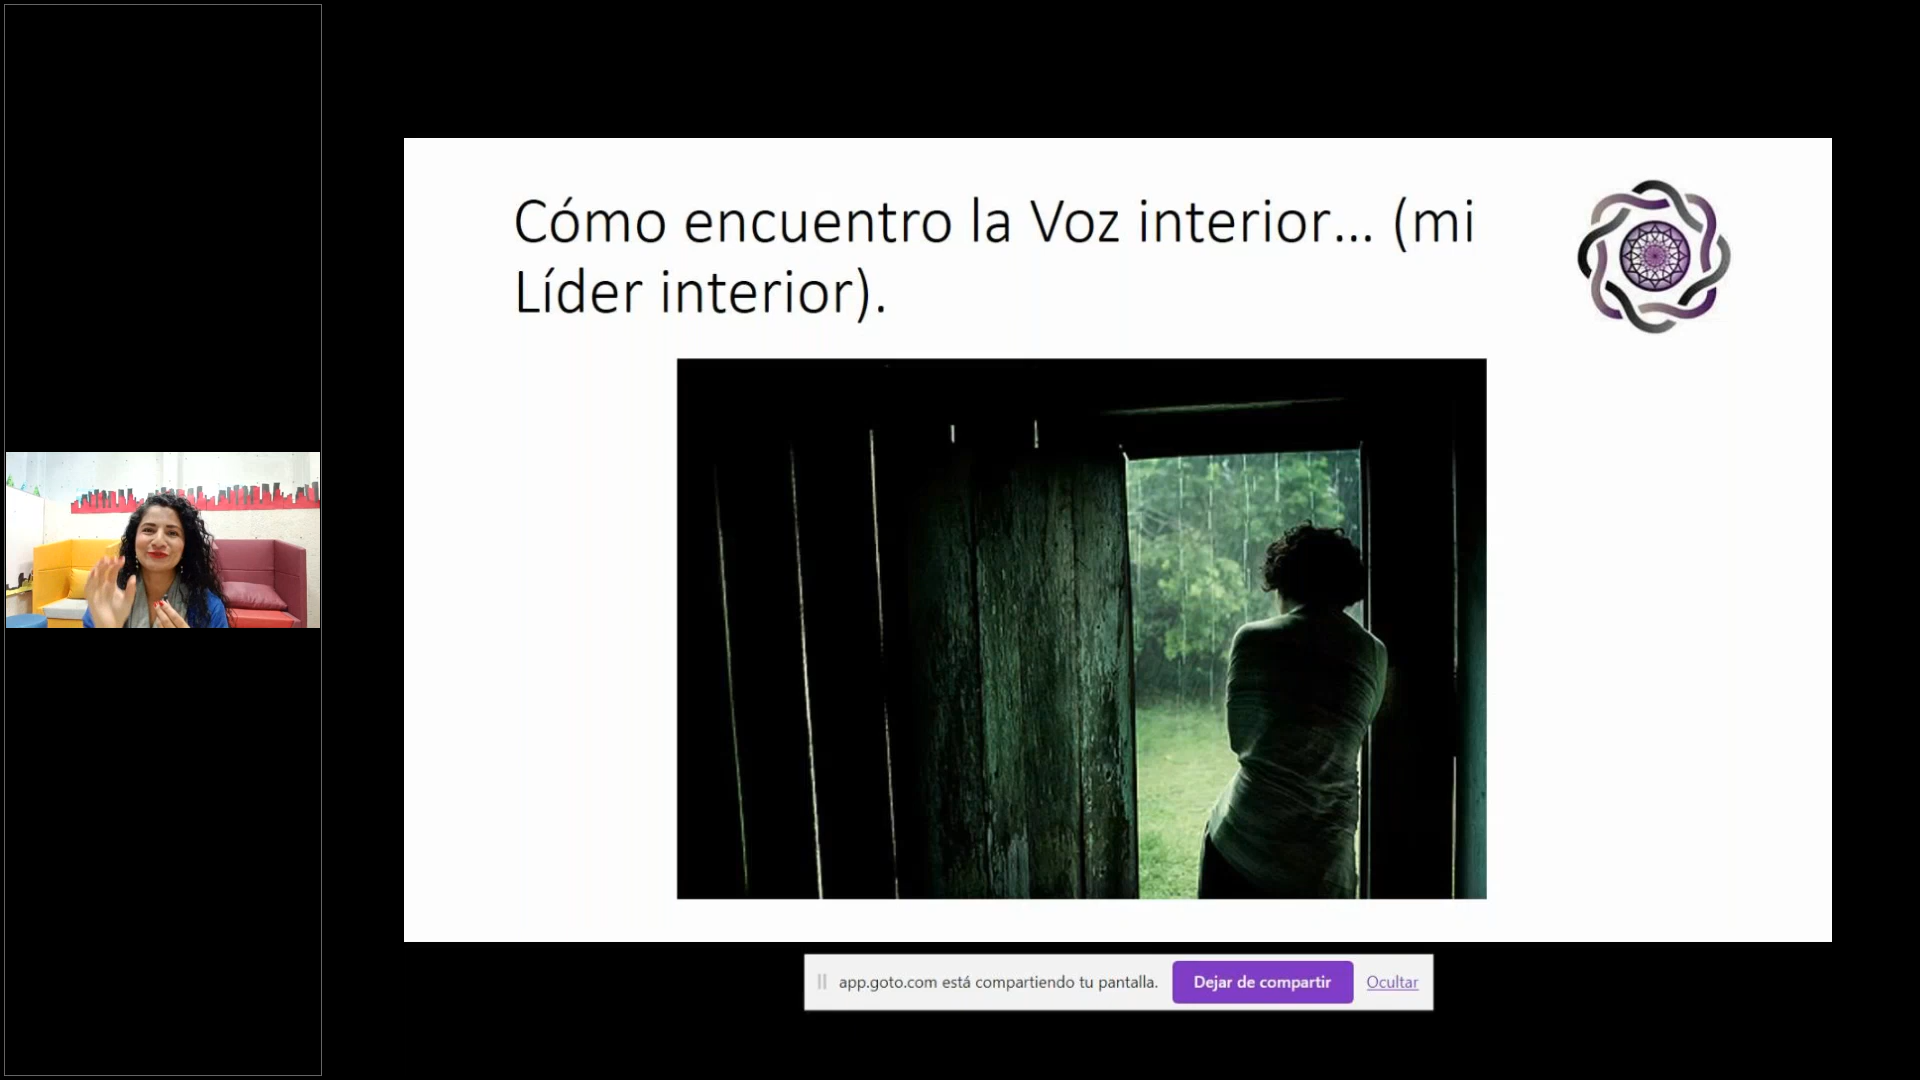 Cómo encuentro la Voz interior... (mi
Líder interior).
app.goto.com está compartiendo tu pantalla.
Dejar de compartir
Ocultar